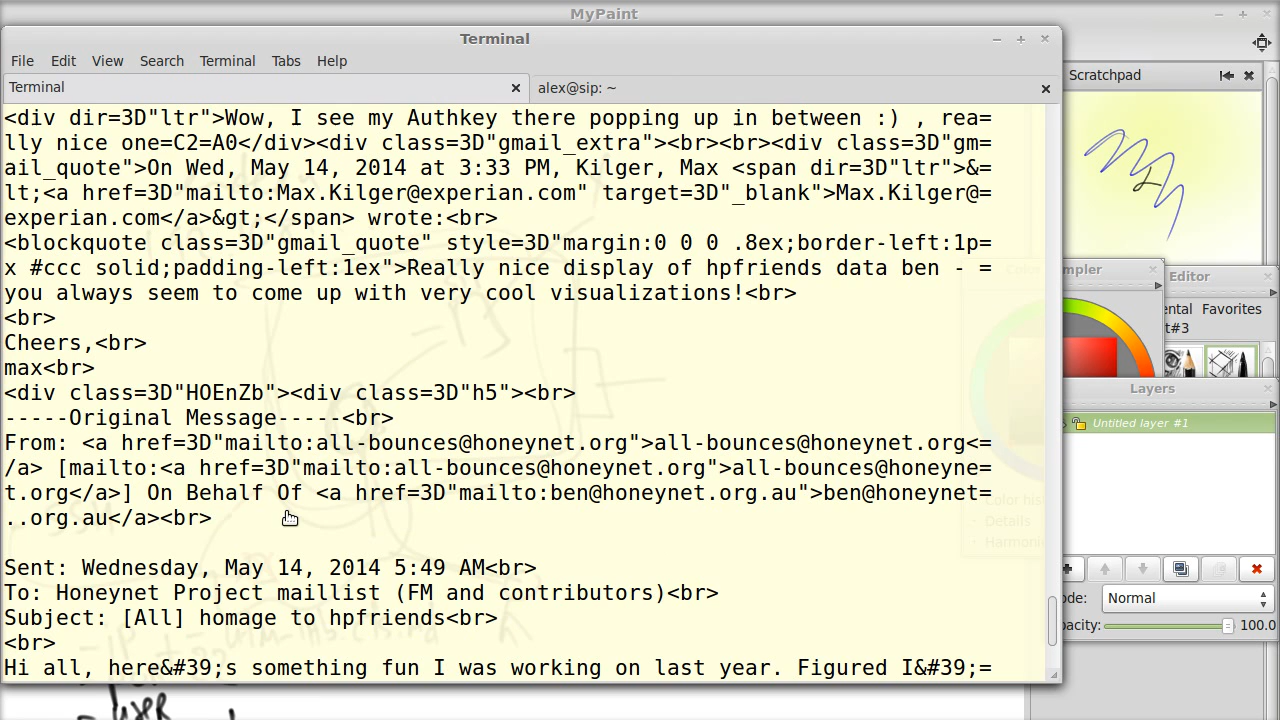 MyPaint
Terminal
File Edit View Search Terminal Tabs Help
Terminal
alex@sip: ~
<div dir=3D"ltr">Wow, I see my Authkey there popping up in between :) , rea=
lly nice one=C2=A0</div><div class=3D"gmail_extra"><br><br><div class=3D"gm=
ail_quote">On Wed, May 14, 2014 at 3:33 PM, Kilger, Max <span dir=3D"ltr">&=
lt;<a href=3D"mailto:Max.Kilger@experian.com" target=3D"_blank">Max.Kilger@=
experian.com</a>&gt;</span> wrote:<br>
<blockquote class=3D"gmail_quote" style=3D"margin:0 0 0 .8ex;border-left:1p=
x #ccc solid;padding-left:1ex">Really nice display of hpfriends data ben - =
you always seem to come up with very cool visualizations!<br>
<br>
Cheers,<br>
max<br>
<div class=3D"HOEnZb"><div class=3D"h5"><br>
-----Original Message-----<br>
From: <a href=3D"mailto:all-bounces@honeynet.org">all-bounces@honeynet.org<=
/a> [mailto:<a href=3D"mailto:all-bounces@honeynet.org">all-bounces@honeyne=
t.org</a>] On Behalf Of <a href=3D"mailto:ben@honeynet.org.au">ben@honeynet=
..org.au</a><br>
Sent: Wednesday, May 14, 2014 5:49 AM<br>
To: Honeynet Project maillist (FM and contributors)<br>
Subject: [All] homage to hpfriends<br>
<br>
Hi all, here&#39;s something fun I was working on last year. Figured I&#39;=
Scratchpad
mpler
Editor
ental Favorites
t#3
Layers
Untitled layer #1
ode: Normal
pacity: 100.0
Color his
Details
Harmoni